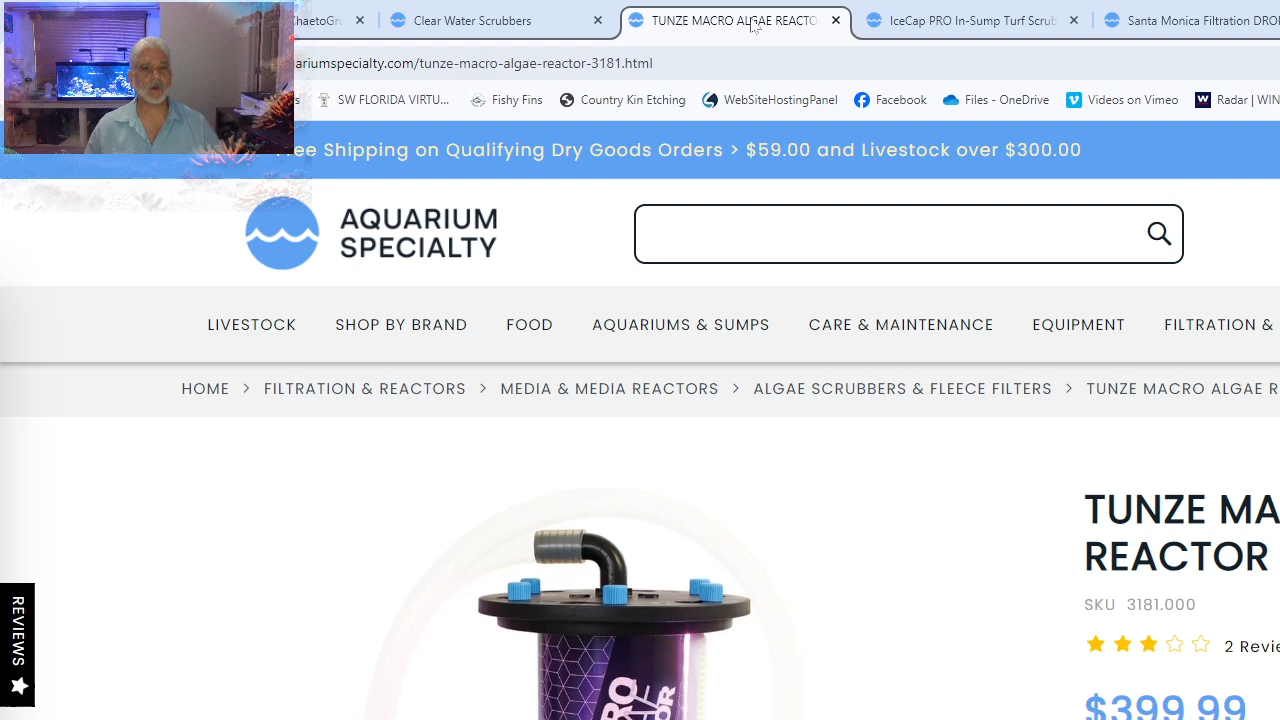 ChaetoGr
Clear Water Scrubbers
TUNZE MACRO ALGAE REACTO
IceCap PRO In-Sump Turf Scrub
Santa Monica Filtration DRO
ariumspecialty.com/tunze-macro-algae-reactor-3181.html
SW FLORIDA VIRTU...
Fishy Fins
Country Kin Etching
WebSiteHostingPanel
Facebook
Files - OneDrive
Videos on Vimeo
Radar | WIN
Free Shipping on Qualifying Dry Goods Orders > $59.00 and Livestock over $300.00
AQUARIUM
SPECIALTY
LIVESTOCK
SHOP BY BRAND
FOOD
AQUARIUMS & SUMPS
CARE & MAINTENANCE
EQUIPMENT
FILTRATION &
HOME > FILTRATION & REACTORS > MEDIA & MEDIA REACTORS > ALGAE SCRUBBERS & FLEECE FILTERS > TUNZE MACRO ALGAE R
TUNZE MA
REACTOR
SKU 3181.000
2 Revie
$399.99
REVIEWS